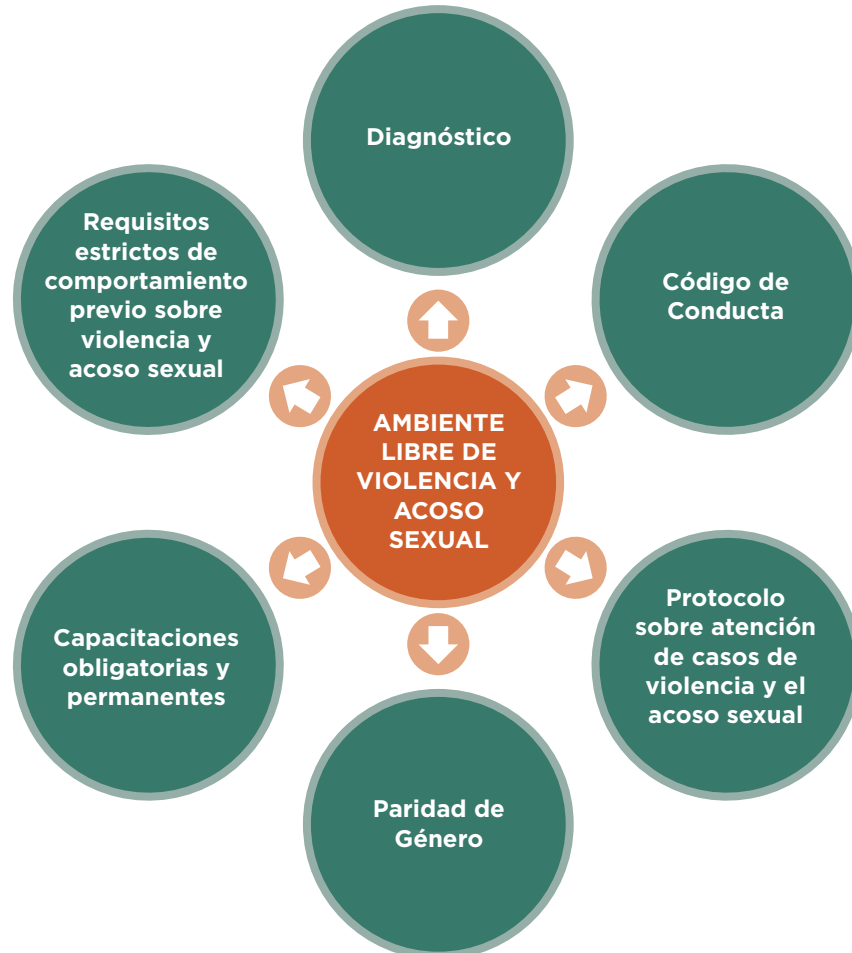 Diagnóstico
Requisitos
estrictos de
comportamiento
previo sobre
violencia y
acoso sexual
Código de
Conducta
AMBIENTE
LIBRE DE
VIOLENCIA Y
ACOSO
SEXUAL
Capacitaciones
obligatorias y
permanentes
Protocolo
sobre atención
de casos de
violencia y el
acoso sexual
Paridad de
Género